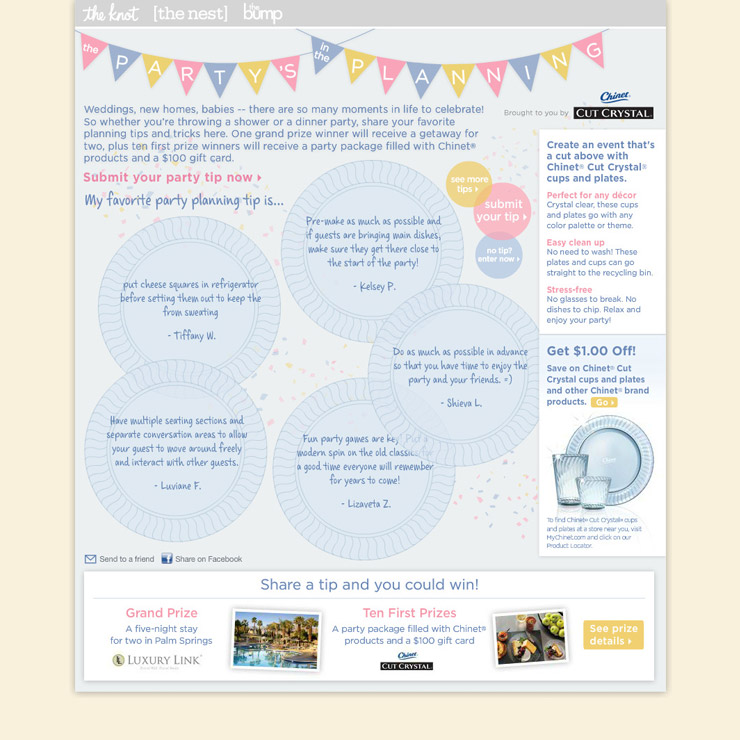 the knot [the nest] the bump
the PARTY'S in the PLANNING
Weddings, new homes, babies -- there are so many moments in life to celebrate!
So whether you're throwing a shower or a dinner party, share your favorite
planning tips and tricks here. One grand prize winner will receive a getaway for
two, plus ten first prize winners will receive a party package filled with Chinet®
products and a $100 gift card.
Brought to you by
Chinet®
CUT CRYSTAL
Submit your party tip now
My favorite party planning tip is...
see more
tips
submit
your tip
no tip?
enter now
Pre-make as much as possible and
if guests are bringing main dishes,
make sure they get there close to
the start of the party!
- Kelsey P.
put cheese squares in refrigerator
before setting them out to keep the
from sweating
- Tiffany W.
Do as much as possible in advance
so that you have time to enjoy the
party and your friends. =)
- Shieva L.
Have multiple seating sections and
separate conversation areas to allow
your guest to move around freely
and interact with other guests.
- Luviane F.
Fun party games are key. Put a
modern spin on the old classics for
a good time everyone will remember
for years to come!
- Lizaveta Z.
Create an event that's
a cut above with
Chinet® Cut Crystal®
cups and plates.
Perfect for any décor
Crystal clear, these cups
and plates go with any
color palette or theme.
Easy clean up
No need to wash! These
plates and cups can go
straight to the recycling bin.
Stress-free
No glasses to break. No
dishes to chip. Relax and
enjoy your party!
Get $1.00 Off!
Save on Chinet® Cut
Crystal cups and plates
and other Chinet® brand
products. Go
To find Chinet® Cut Crystal® cups
and plates at a store near you, visit
MyChinet.com and click on our
Product Locator.
Send to a friend Share on Facebook
Share a tip and you could win!
Grand Prize
A five-night stay
for two in Palm Springs
LUXURY LINK
Ten First Prizes
A party package filled with Chinet®
products and a $100 gift card
Chinet®
CUT CRYSTAL
See prize
details